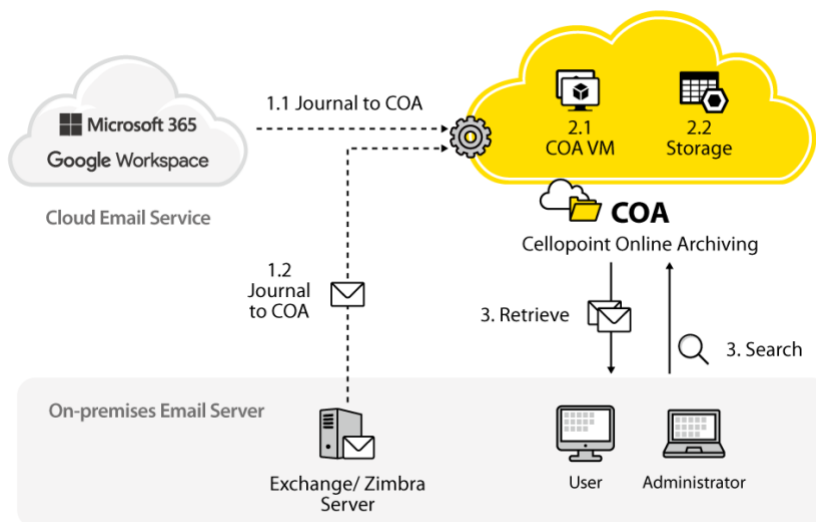 1.1 Journal to COA
Microsoft 365
Google Workspace
Cloud Email Service
2.1
COA VM
2.2
Storage
COA
Cellopoint Online Archiving
1.2
Journal
to COA
3. Retrieve
3. Search
On-premises Email Server
Exchange/ Zimbra
Server
User
Administrator